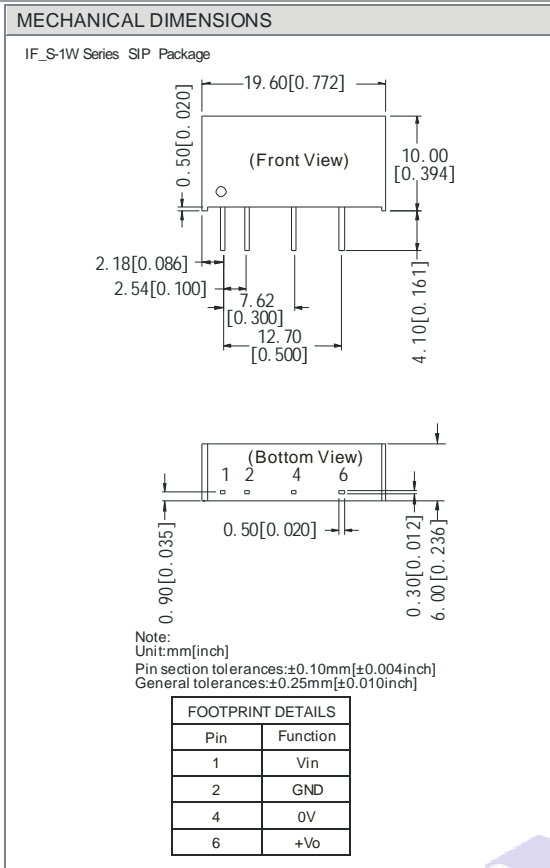 MECHANICAL DIMENSIONS
IF_S-1W Series SIP Package
19.60[0.772]
0.50[0.020]
(Front View)
10.00
[0.394]
2.18[0.086]
2.54[0.100]
7.62
[0.300]
12.70
[0.500]
4.10[0.161]
(Bottom View)
1 2 4 6
0.50[0.020]
0.90[0.035]
0.30[0.012]
6.00[0.236]
Note:
Unit:mm[inch]
Pin section tolerances:±0.10mm[±0.004inch]
General tolerances:±0.25mm[±0.010inch]
FOOTPRINT DETAILS
Pin Function
1 Vin
2 GND
4 0V
6 +Vo